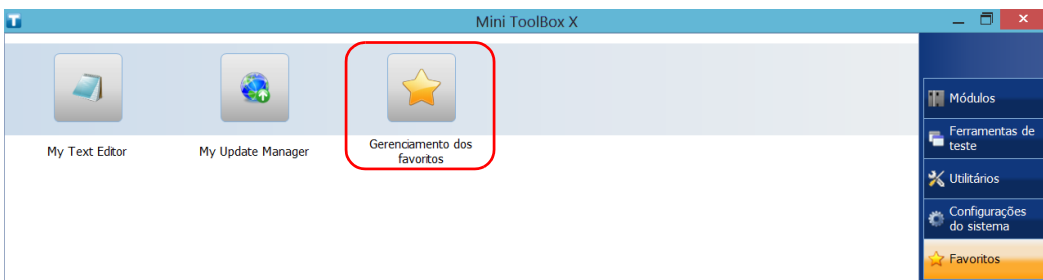 Mini ToolBox X
My Text Editor
My Update Manager
Gerenciamento dos
favoritos
Módulos
Ferramentas de
teste
Utilitários
Configurações
do sistema
Favoritos